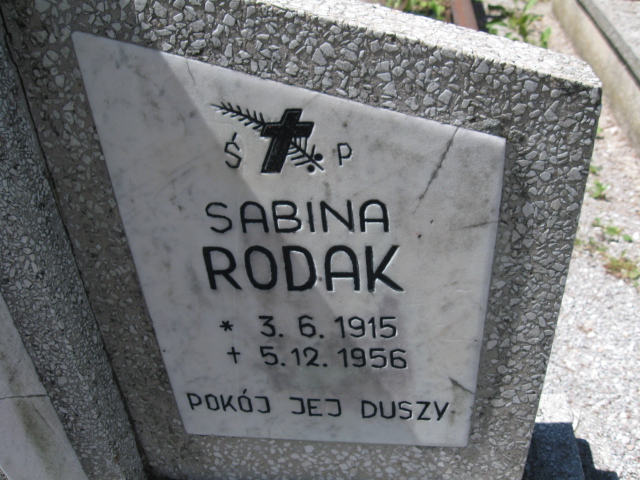 Ś P
SABINA
RODAK
* 3. 6. 1915
+ 5. 12. 1956
POKÓJ JEJ DUSZY